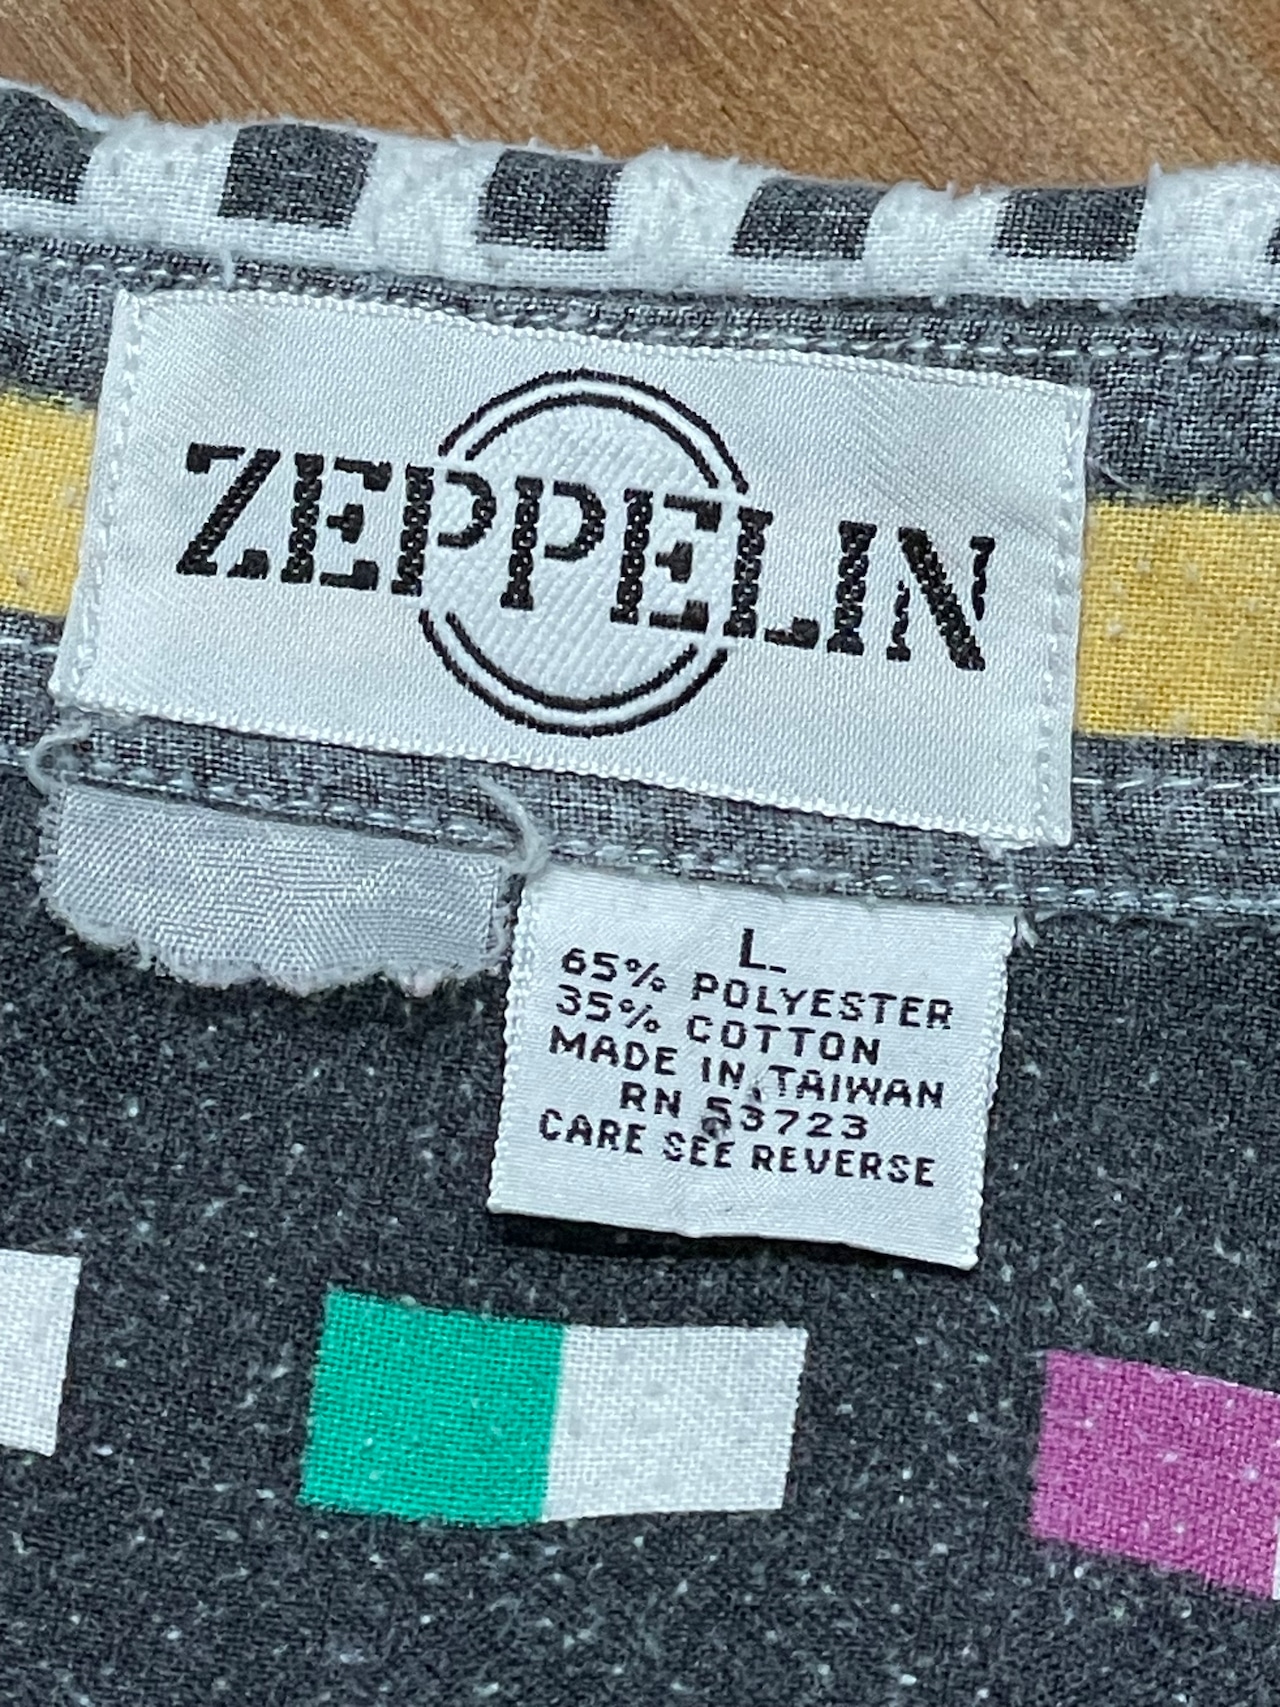 ZEPPELIN
L.
65% POLYESTER
35% COTTON
MADE IN TAIWAN
RN 53723
CARE SEE REVERSE